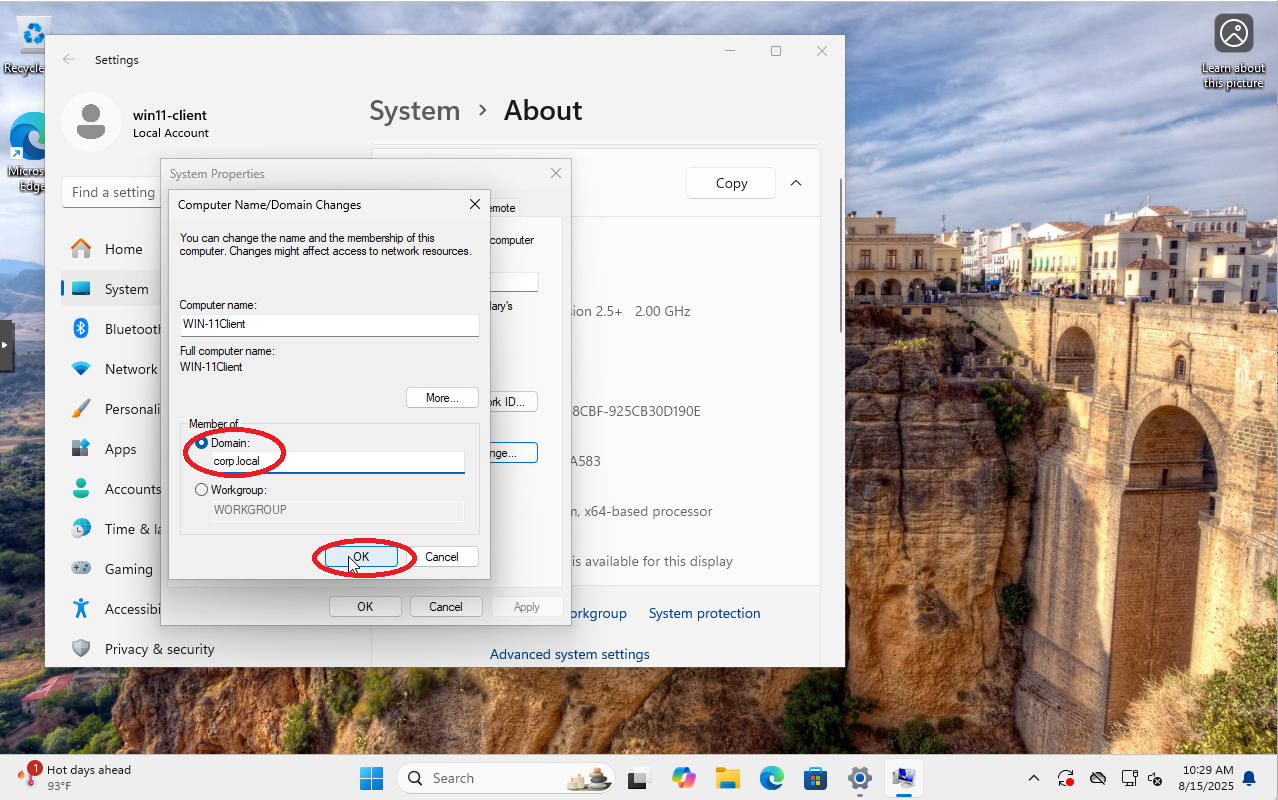 Recycle
Learn about
this picture
Settings
win11-client
Local Account
System > About
Micros
Edge
System Properties
Find a setting
Copy
Computer Name/Domain Changes
emote
You can change the name and the membership of this
computer. Changes might affect access to network resources.
computer
Home
System
Computer name:
lary's
WIN-11Client
ion 2.5+ 2.00 GHz
Bluetooth
Full computer name:
WIN-11Client
Network
More...
rk ID...
Personali
8CBF-925CB30D190E
Member of
Domain:
corp.local
Apps
nge...
A583
Workgroup:
WORKGROUP
Accounts
m, x64-based processor
Time & la
OK
Cancel
is available for this display
Gaming
OK
Cancel
Apply
Accessibi
orkgroup
System protection
Privacy & security
Advanced system settings
1
Hot days ahead
93°F
Search
10:29 AM
8/15/2025